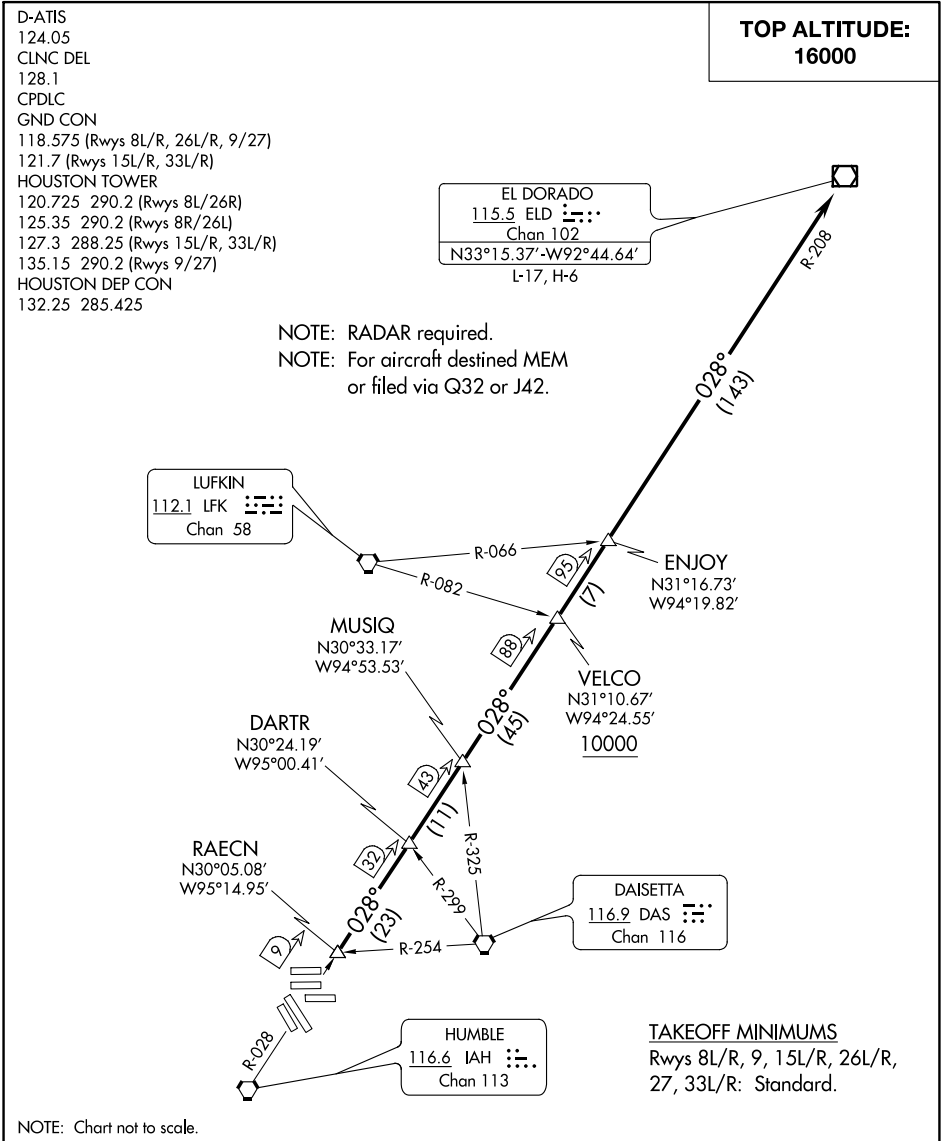 D-ATIS
124.05
CLNC DEL
128.1
CPDLC
GND CON
118.575 (Rwys 8L/R, 26L/R, 9/27)
121.7 (Rwys 15L/R, 33L/R)
HOUSTON TOWER
120.725 290.2 (Rwys 8L/26R)
125.35 290.2 (Rwys 8R/26L)
127.3 288.25 (Rwys 15L/R, 33L/R)
135.15 290.2 (Rwys 9/27)
HOUSTON DEP CON
132.25 285.425
TOP ALTITUDE:
16000
EL DORADO
115.5 ELD
Chan 102
N33°15.37'-W92°44.64'
L-17, H-6
R-208
NOTE: RADAR required.
NOTE: For aircraft destined MEM
or filed via Q32 or J42.
028°
(143)
LUFKIN
112.1 LFK
Chan 58
R-066
R-082
95
(7)
ENJOY
N31°16.73'
W94°19.82'
88
VELCO
N31°10.67'
W94°24.55'
10000
MUSIQ
N30°33.17'
W94°53.53'
028°
(45)
DARTR
N30°24.19'
W95°00.41'
43
(11)
R-325
RAECN
N30°05.08'
W95°14.95'
32
R-299
028°
(23)
R-254
9
DAISETTA
116.9 DAS
Chan 116
R-028
HUMBLE
116.6 IAH
Chan 113
TAKEOFF MINIMUMS
Rwys 8L/R, 9, 15L/R, 26L/R,
27, 33L/R: Standard.
NOTE: Chart not to scale.